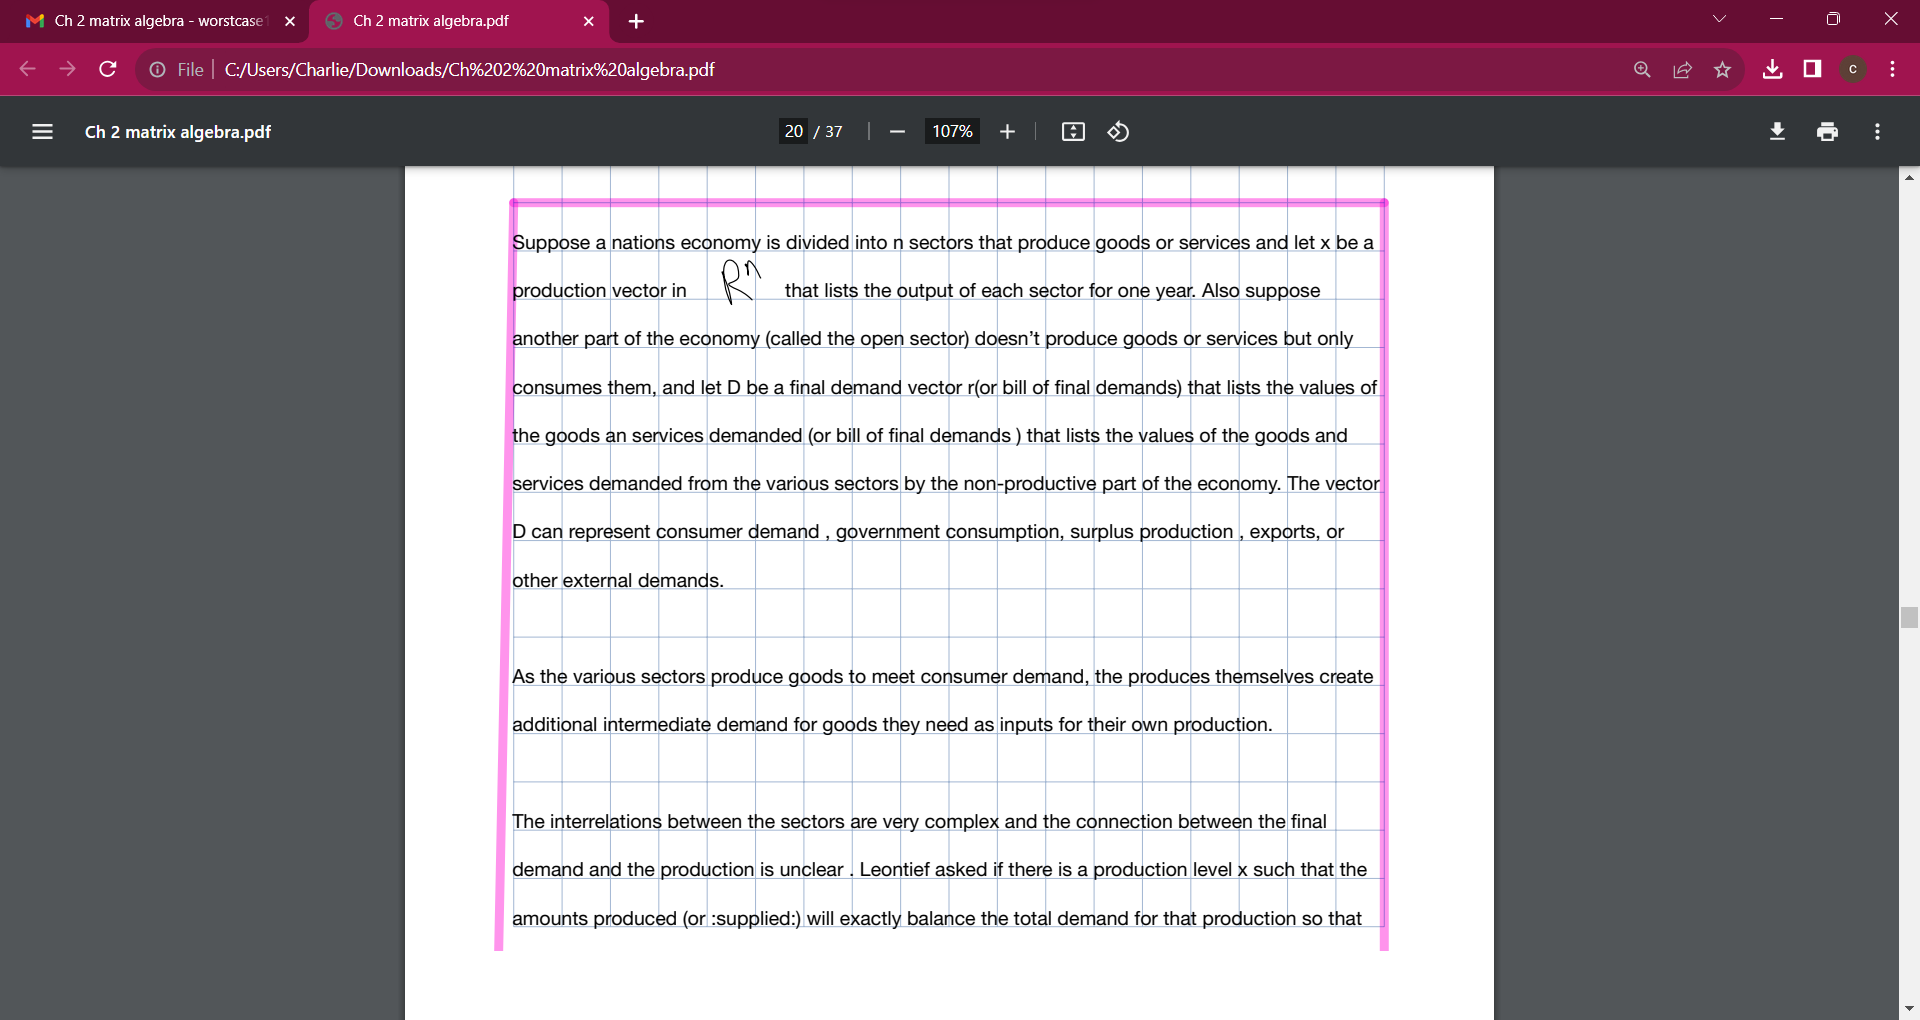 Ch 2 matrix algebra - worstcase1
Ch 2 matrix algebra.pdf
File
C:/Users/Charlie/Downloads/Ch%202%20matrix%20algebra.pdf
c
Ch 2 matrix algebra.pdf
20 / 37
107%
Suppose a nations economy is divided into n sectors that produce goods or services and let x be a
production vector in Rⁿ that lists the output of each sector for one year. Also suppose
another part of the economy (called the open sector) doesn’t produce goods or services but only
consumes them, and let D be a final demand vector r(or bill of final demands) that lists the values of
the goods an services demanded (or bill of final demands ) that lists the values of the goods and
services demanded from the various sectors by the non-productive part of the economy. The vector
D can represent consumer demand , government consumption, surplus production , exports, or
other external demands.
As the various sectors produce goods to meet consumer demand, the produces themselves create
additional intermediate demand for goods they need as inputs for their own production.
The interrelations between the sectors are very complex and the connection between the final
demand and the production is unclear . Leontief asked if there is a production level x such that the
amounts produced (or :supplied:) will exactly balance the total demand for that production so that